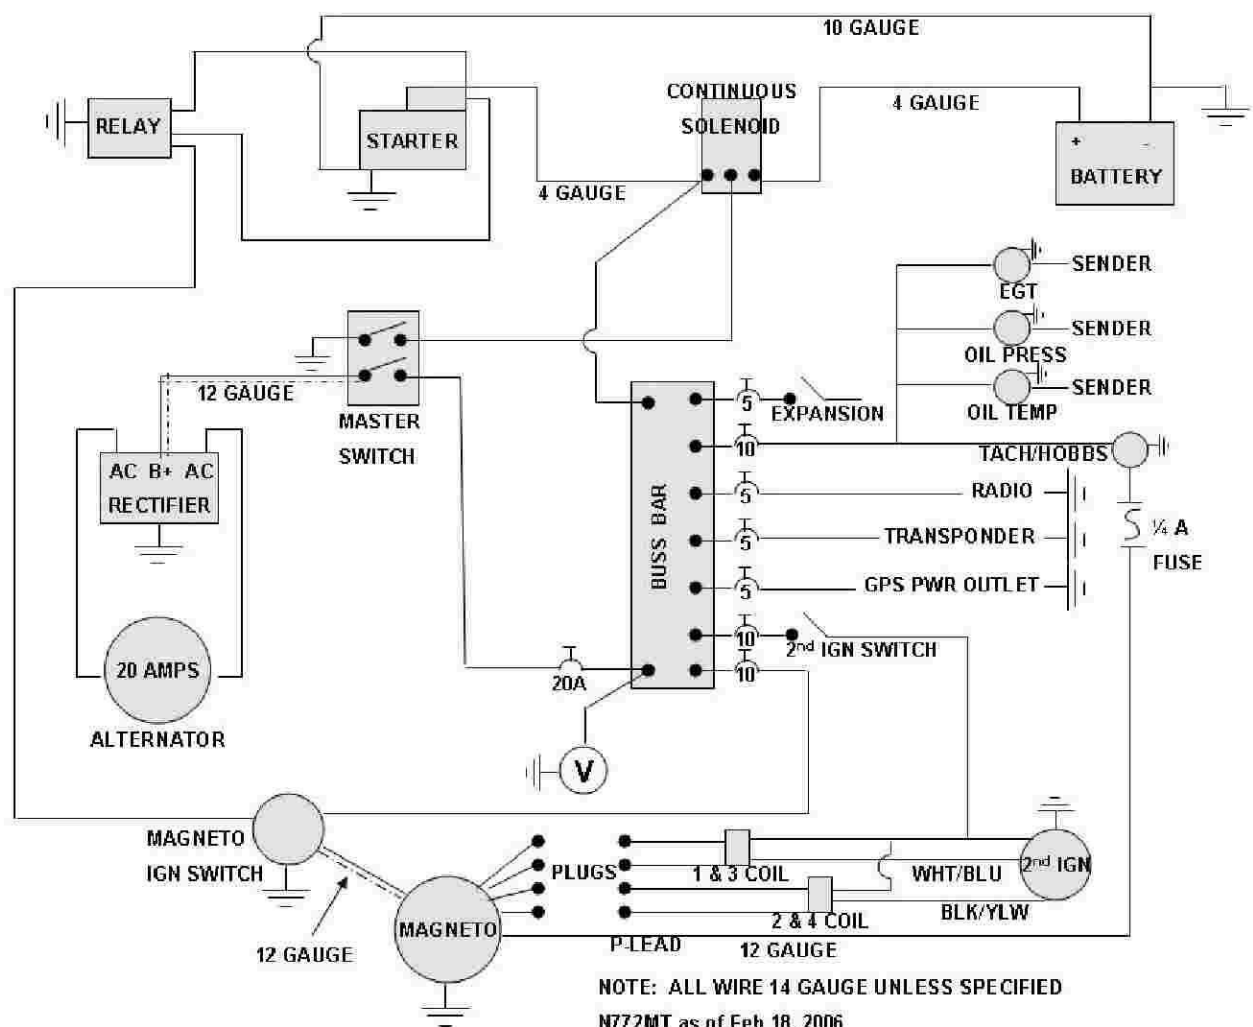 10 GAUGE
CONTINUOUS
SOLENOID
4 GAUGE
RELAY
STARTER
+ -
BATTERY
4 GAUGE
SENDER
EGT
SENDER
OIL PRESS
SENDER
OIL TEMP
12 GAUGE
MASTER
SWITCH
5
EXPANSION
10
TACH/HOBBS
AC B+ AC
RECTIFIER
BUSS BAR
5
RADIO
5
TRANSPONDER
¼ A
FUSE
5
GPS PWR OUTLET
10
2nd IGN SWITCH
10
20 AMPS
ALTERNATOR
20A
V
MAGNETO
IGN SWITCH
PLUGS
1 & 3 COIL
WHT/BLU
2nd IGN
BLK/YLW
2 & 4 COIL
MAGNETO
P-LEAD
12 GAUGE
12 GAUGE
NOTE: ALL WIRE 14 GAUGE UNLESS SPECIFIED
N772MT as of Feb 18, 2006